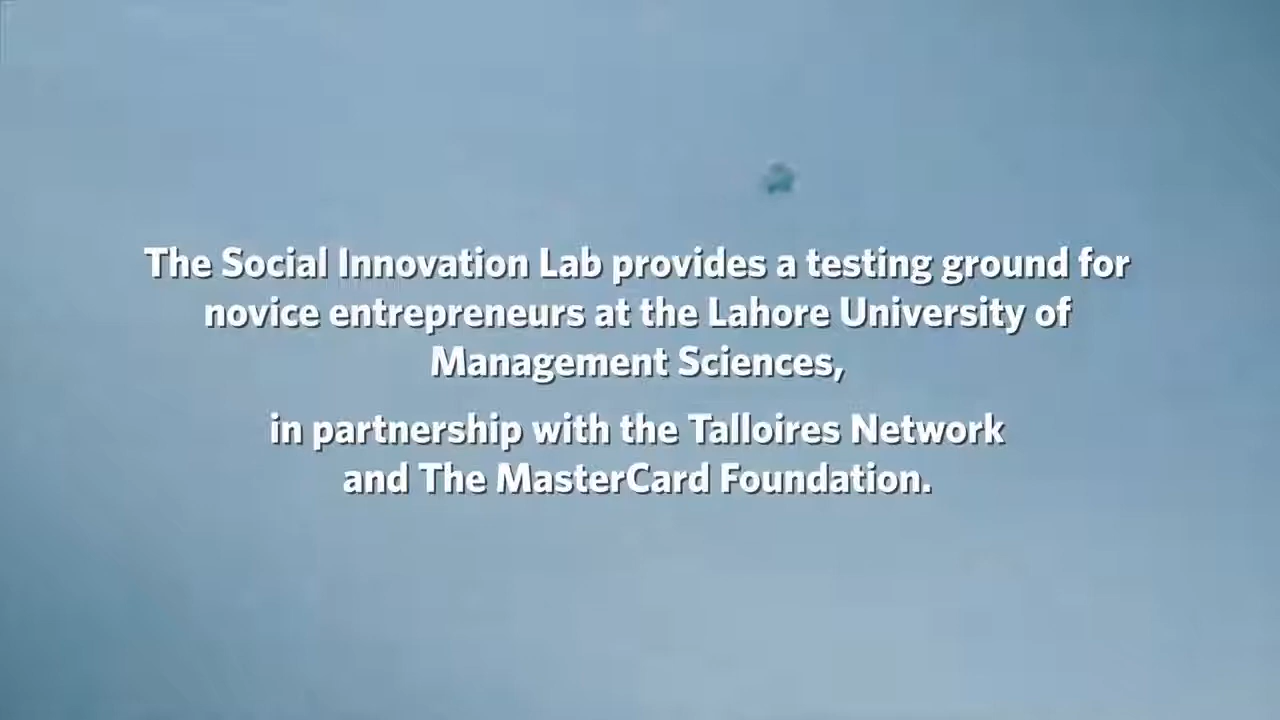 The Social Innovation Lab provides a testing ground for
novice entrepreneurs at the Lahore University of
Management Sciences,
in partnership with the Talloires Network
and The MasterCard Foundation.